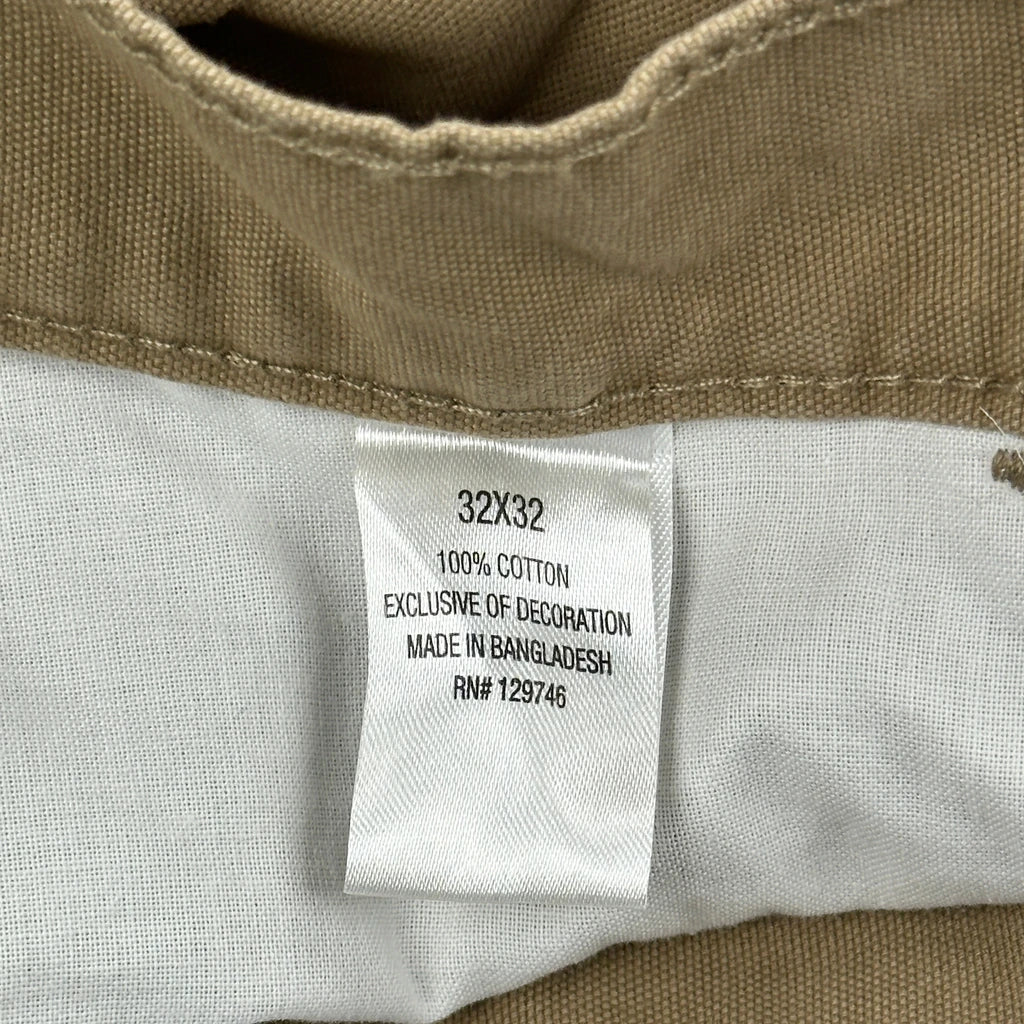 32X32
100% COTTON
EXCLUSIVE OF DECORATION
MADE IN BANGLADESH
RN# 129746